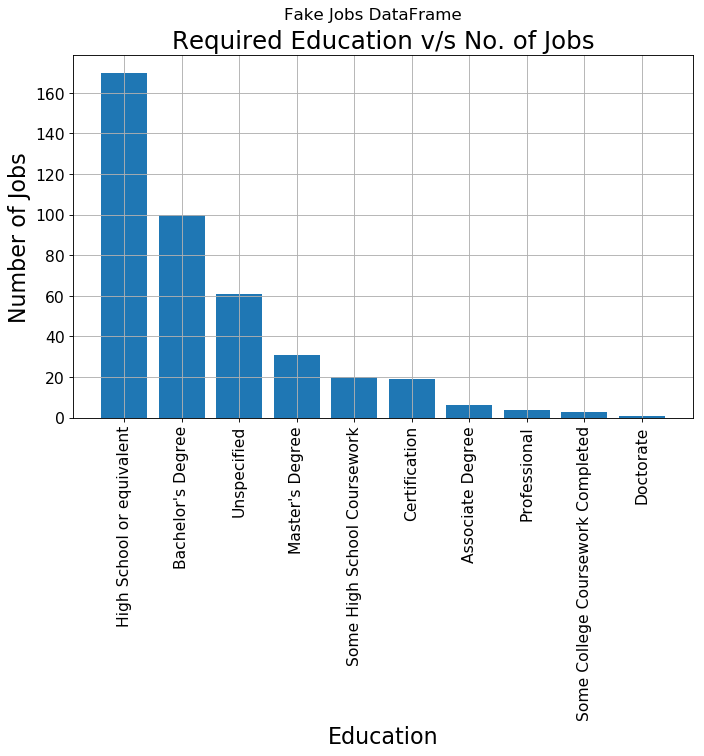 Fake Jobs DataFrame
Required Education v/s No. of Jobs
Number of Jobs
160
140
120
100
80
60
40
20
0
High School or equivalent
Bachelor's Degree
Unspecified
Master's Degree
Some High School Coursework
Certification
Associate Degree
Professional
Some College Coursework Completed
Doctorate
Education